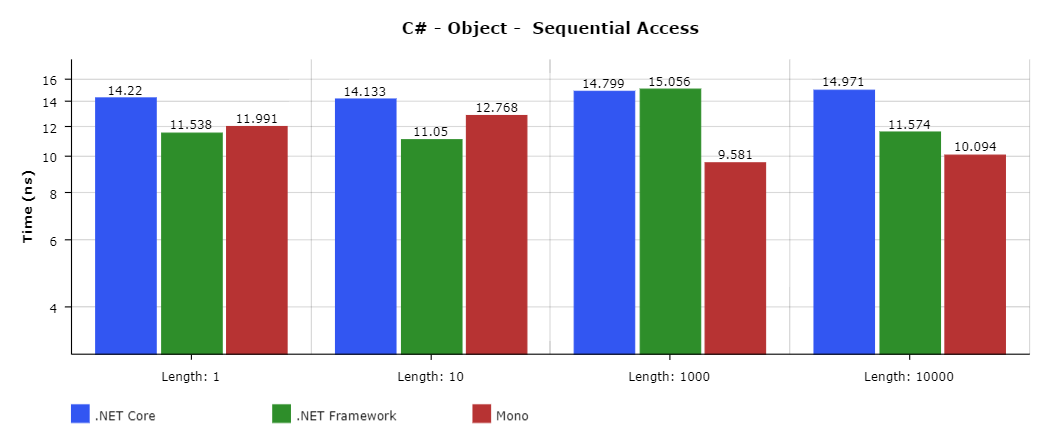 C# - Object -  Sequential Access
Time (ns)
16
14
12
10
8
6
4
14.22
11.538
11.991
14.133
11.05
12.768
14.799
15.056
9.581
14.971
11.574
10.094
Length: 1
Length: 10
Length: 1000
Length: 10000
.NET Core
.NET Framework
Mono